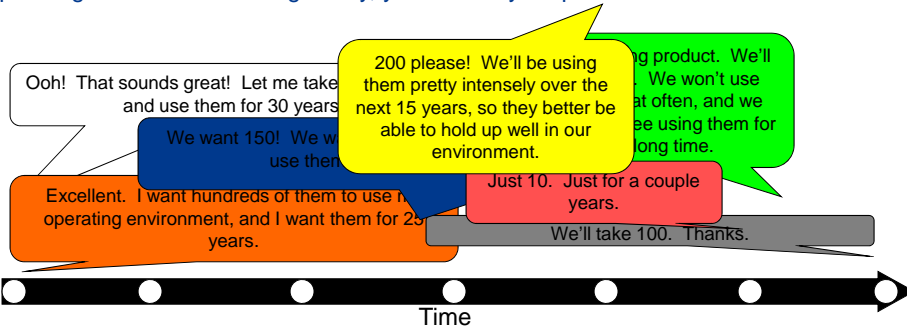 Ooh!  That sounds great!  Let me take
and use them for 30 years
200 please!  We'll be using
them pretty intensely over the
next 15 years, so they better be
able to hold up well in our
environment.
product.  We'll
We won't use
often, and we
using them for
long time.
We want 150!  We
use
Excellent.  I want hundreds of them to use
operating environment, and I want them for 25
years.
Just 10.  Just for a couple
years.
We'll take 100.  Thanks.
Time